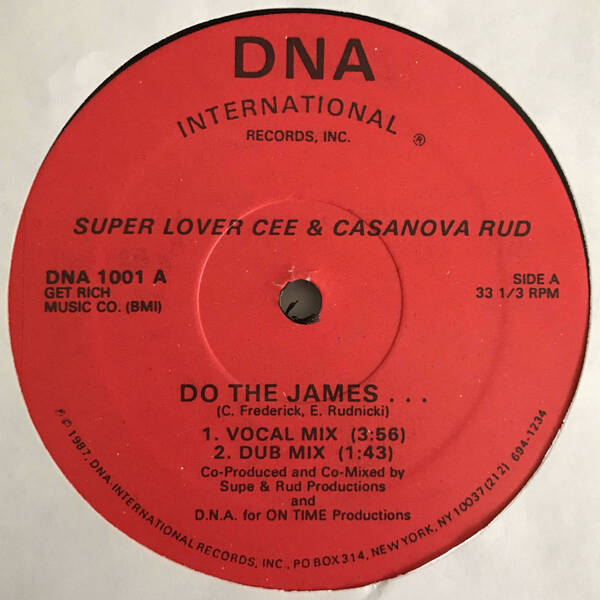 DNA
INTERNATIONAL ®
RECORDS, INC.
SUPER LOVER CEE & CASANOVA RUD
DNA 1001 A
GET RICH
MUSIC CO. (BMI)
SIDE A
33 1/3 RPM
DO THE JAMES . . .
(C. Frederick, E. Rudnicki)
1. VOCAL MIX (3:56)
2. DUB MIX (1:43)
Co-Produced and Co-Mixed by
Supe & Rud Productions
and
D.N.A. for ON TIME Productions
℗ © 1987, DNA-INTERNATIONAL RECORDS, INC., PO BOX 314, NEW YORK, NY 10037 (212) 694-1234